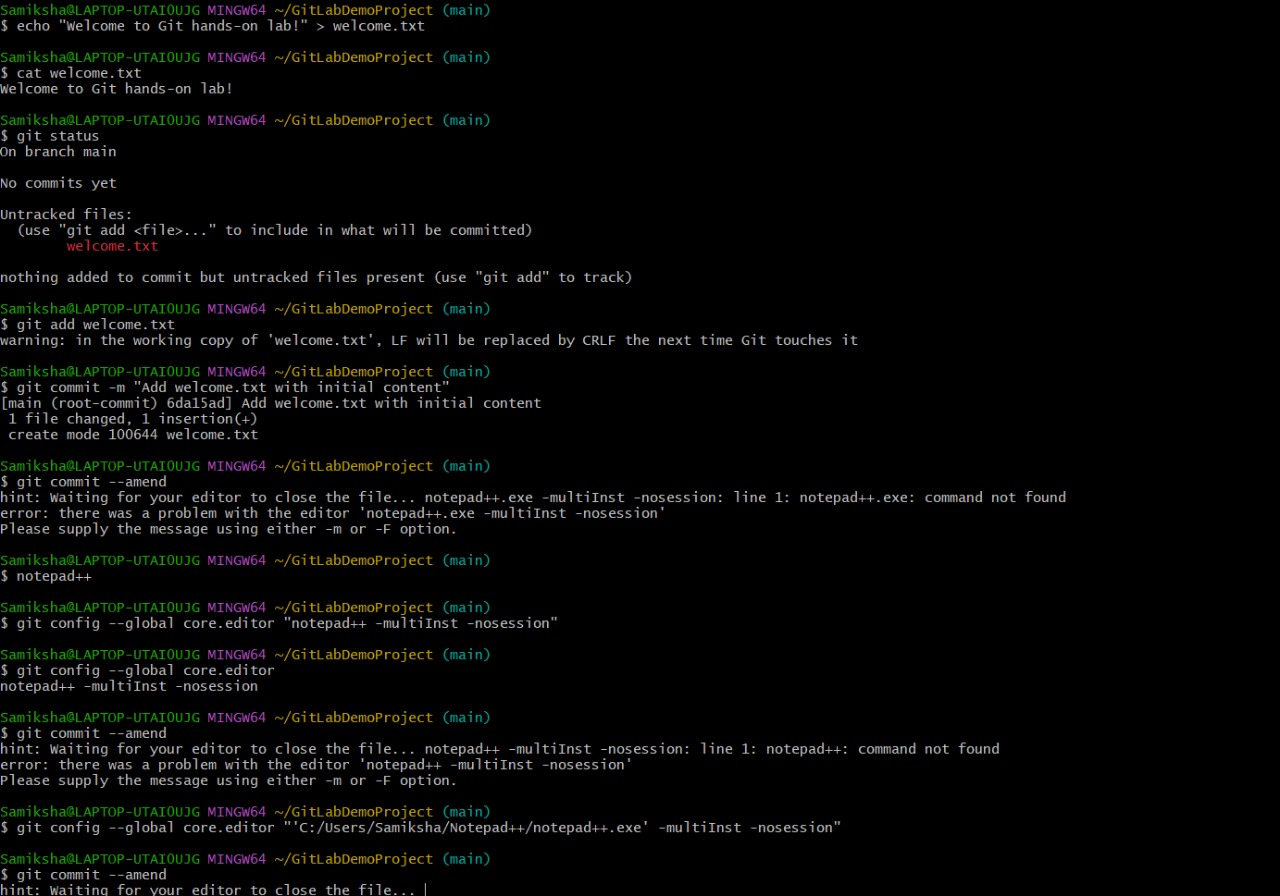 Samiksha@LAPTOP-UTAI0UJG MINGW64 ~/GitLabDemoProject (main)
$ echo "Welcome to Git hands-on lab!" > welcome.txt
Samiksha@LAPTOP-UTAI0UJG MINGW64 ~/GitLabDemoProject (main)
$ cat welcome.txt
Welcome to Git hands-on lab!
Samiksha@LAPTOP-UTAI0UJG MINGW64 ~/GitLabDemoProject (main)
$ git status
On branch main
No commits yet
Untracked files:
  (use "git add <file>..." to include in what will be committed)
        welcome.txt
nothing added to commit but untracked files present (use "git add" to track)
Samiksha@LAPTOP-UTAI0UJG MINGW64 ~/GitLabDemoProject (main)
$ git add welcome.txt
warning: in the working copy of 'welcome.txt', LF will be replaced by CRLF the next time Git touches it
Samiksha@LAPTOP-UTAI0UJG MINGW64 ~/GitLabDemoProject (main)
$ git commit -m "Add welcome.txt with initial content"
[main (root-commit) 6da15ad] Add welcome.txt with initial content
 1 file changed, 1 insertion(+)
 create mode 100644 welcome.txt
Samiksha@LAPTOP-UTAI0UJG MINGW64 ~/GitLabDemoProject (main)
$ git commit --amend
hint: Waiting for your editor to close the file... notepad++.exe -multiInst -nosession: line 1: notepad++.exe: command not found
error: there was a problem with the editor 'notepad++.exe -multiInst -nosession'
Please supply the message using either -m or -F option.
Samiksha@LAPTOP-UTAI0UJG MINGW64 ~/GitLabDemoProject (main)
$ notepad++
Samiksha@LAPTOP-UTAI0UJG MINGW64 ~/GitLabDemoProject (main)
$ git config --global core.editor "notepad++ -multiInst -nosession"
Samiksha@LAPTOP-UTAI0UJG MINGW64 ~/GitLabDemoProject (main)
$ git config --global core.editor
notepad++ -multiInst -nosession
Samiksha@LAPTOP-UTAI0UJG MINGW64 ~/GitLabDemoProject (main)
$ git commit --amend
hint: Waiting for your editor to close the file... notepad++ -multiInst -nosession: line 1: notepad++: command not found
error: there was a problem with the editor 'notepad++ -multiInst -nosession'
Please supply the message using either -m or -F option.
Samiksha@LAPTOP-UTAI0UJG MINGW64 ~/GitLabDemoProject (main)
$ git config --global core.editor "'C:/Users/Samiksha/Notepad++/notepad++.exe' -multiInst -nosession"
Samiksha@LAPTOP-UTAI0UJG MINGW64 ~/GitLabDemoProject (main)
$ git commit --amend
hint: Waiting for your editor to close the file...